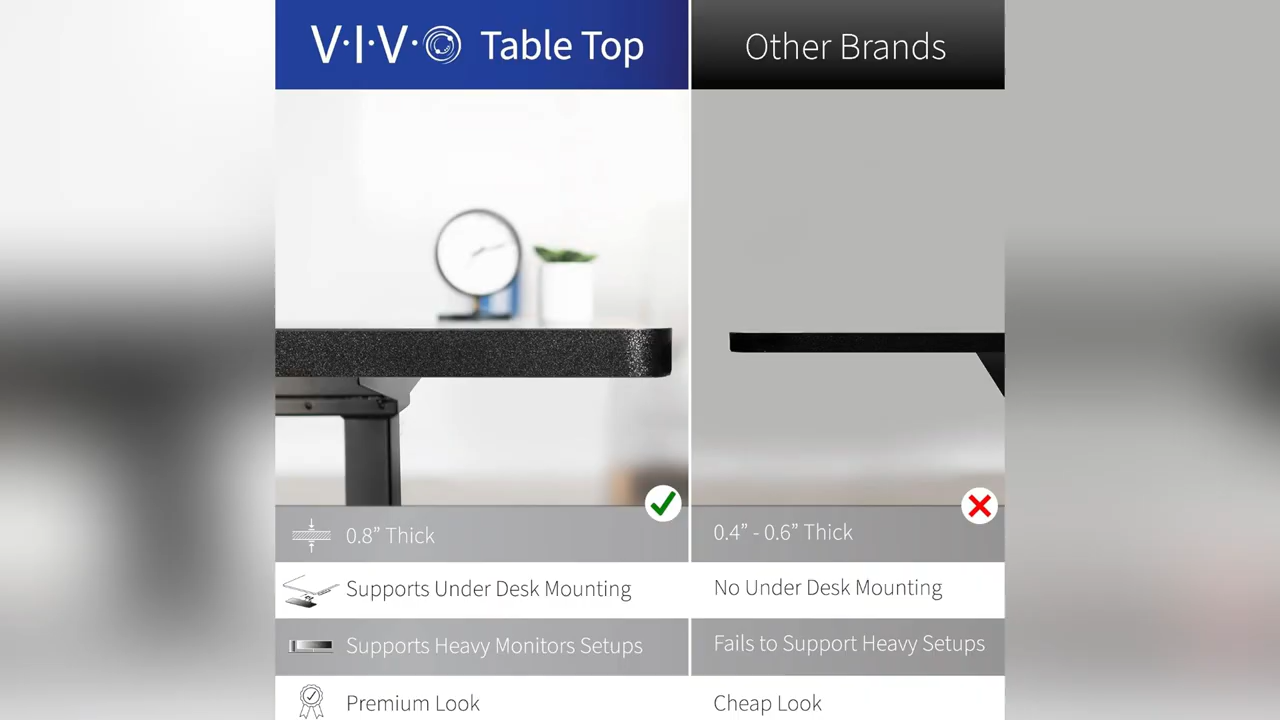 V·I·VO Table Top
Other Brands
0.8” Thick
0.4” - 0.6” Thick
Supports Under Desk Mounting
No Under Desk Mounting
Supports Heavy Monitors Setups
Fails to Support Heavy Setups
Premium Look
Cheap Look